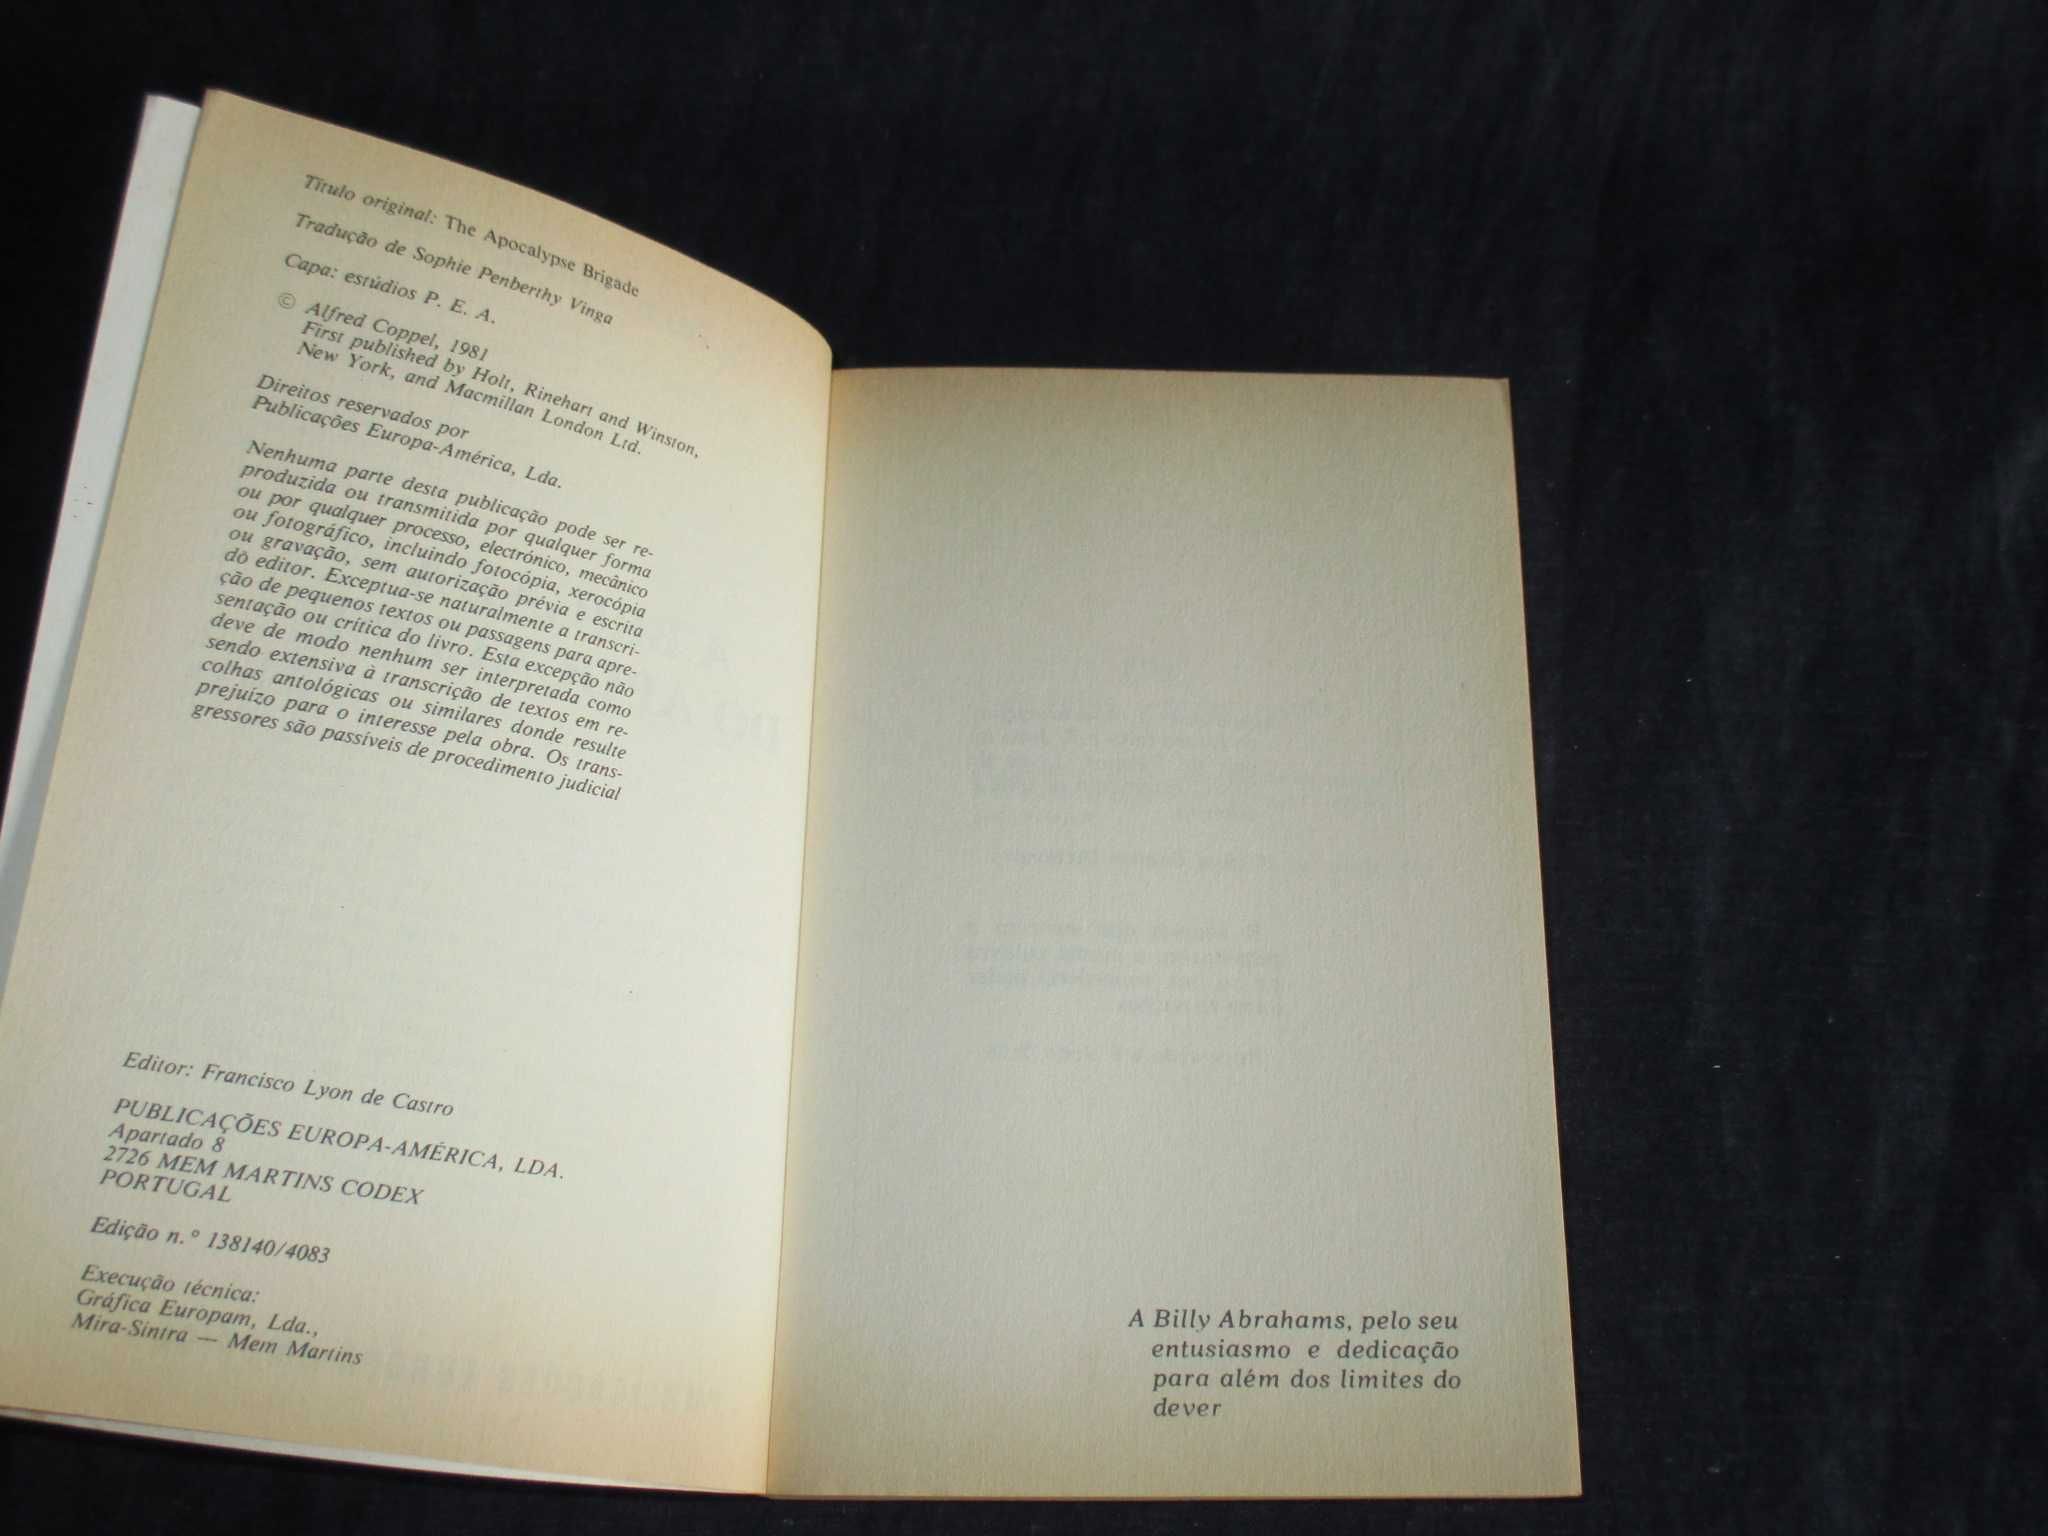 Título original: The Apocalypse Brigade
Tradução de Sophie Penberthy Vinga
Capa: estúdios P. E. A.
© Alfred Coppel, 1981
First published by Holt, Rinehart and Winston,
New York, and Macmillan London Ltd.
Direitos reservados por
Publicações Europa-América, Lda.
Nenhuma parte desta publicação pode ser re-
produzida ou transmitida por qualquer forma
ou por qualquer processo, electrónico, mecânico
ou fotográfico, incluindo fotocópia, xerocópia
ou gravação, sem autorização prévia e escrita
do editor. Exceptua-se naturalmente a transcri-
ção de pequenos textos ou passagens para apre-
sentação ou crítica do livro. Esta excepção não
deve de modo nenhum ser interpretada como
sendo extensiva à transcrição de textos em re-
colhas antológicas ou similares donde resulte
prejuízo para o interesse pela obra. Os trans-
gressores são passíveis de procedimento judicial
Editor: Francisco Lyon de Castro
PUBLICAÇÕES EUROPA-AMÉRICA, LDA.
Apartado 8
2726 MEM MARTINS CODEX
PORTUGAL
Edição n.° 138140/4083
Execução técnica:
Gráfica Europam, Lda.,
Mira-Sintra — Mem Martins
A Billy Abrahams, pelo seu
entusiasmo e dedicação
para além dos limites do
dever